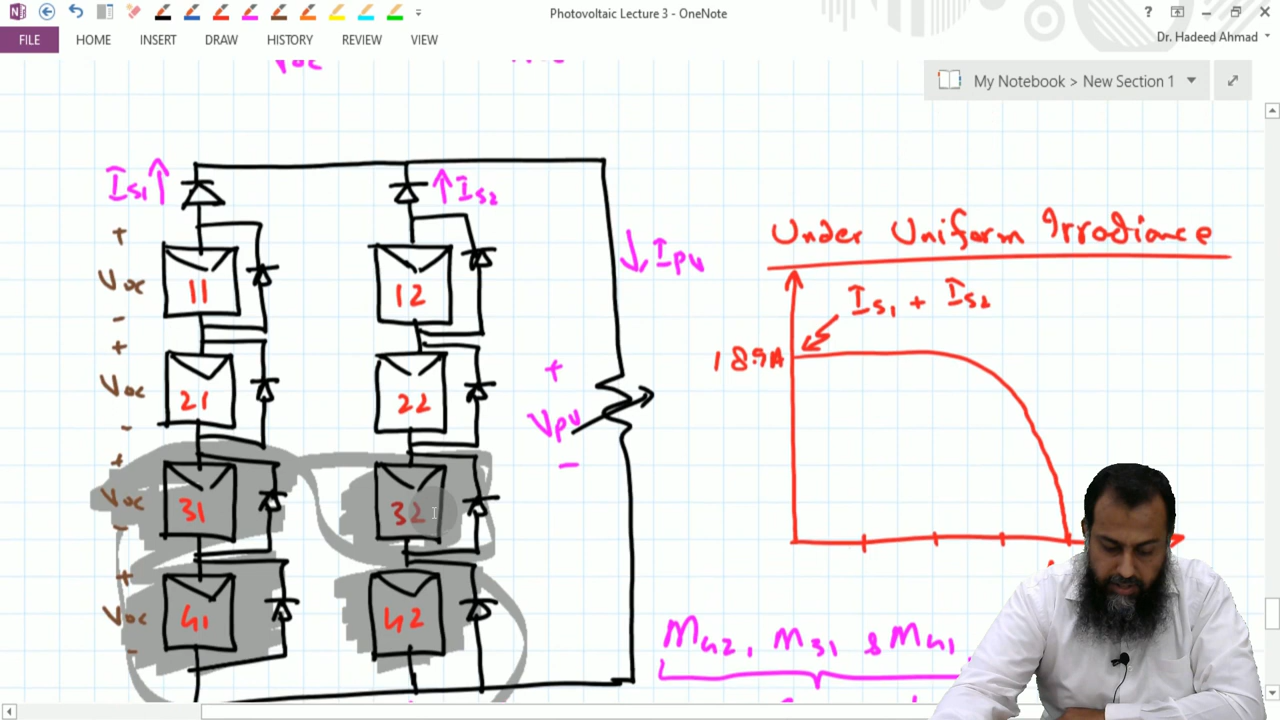 Photovoltaic Lecture 3 - OneNote
?
FILE HOME INSERT DRAW HISTORY REVIEW VIEW
Dr. Hadeed Ahmad
My Notebook > New Section 1
Voc
Is1 Is2
Under Uniform Irradiance
+
Voc
-
11
12
Ipv
Is1 + Is2
18.9A
+
Voc
-
21
22
+
Vpv
-
+
Voc
-
31
32
+
Voc
-
41
42
M42, M31 & M41